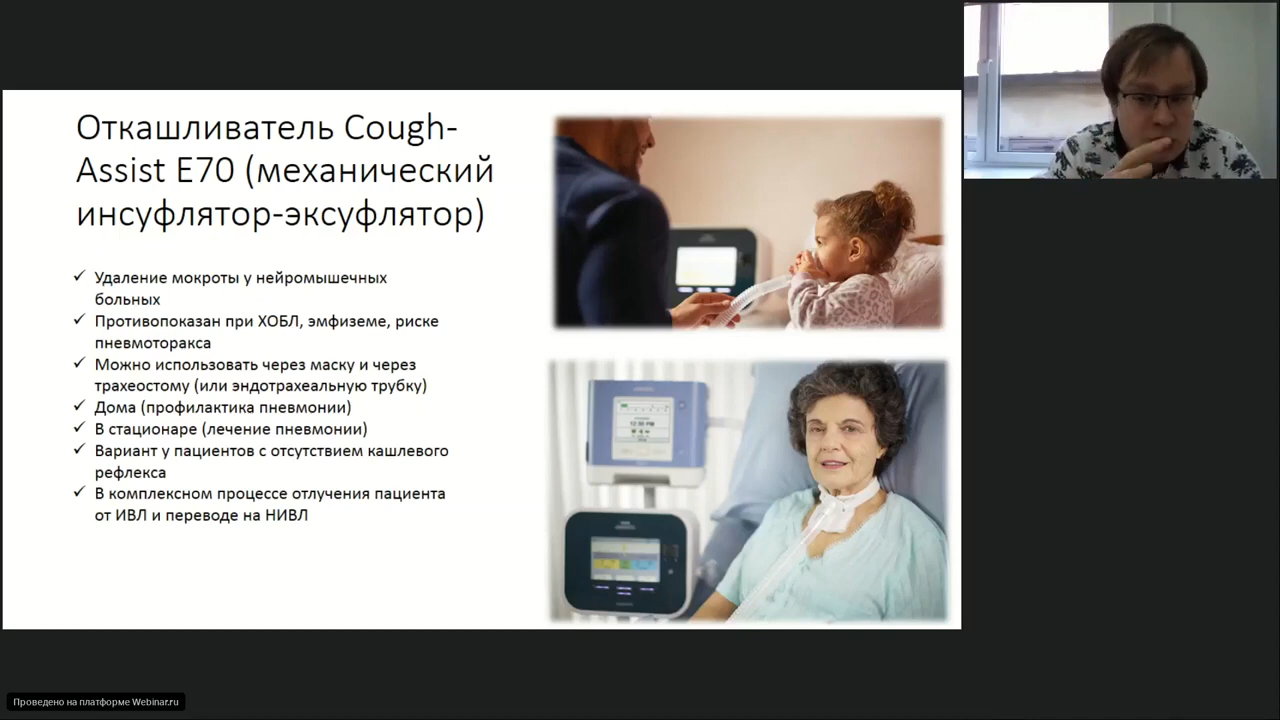 Откашливатель Cough-
Assist E70 (механический
инсуфлятор-эксуфлятор)
✓ Удаление мокроты у нейромышечных
больных
✓ Противопоказан при ХОБЛ, эмфиземе, риске
пневмоторакса
✓ Можно использовать через маску и через
трахеостому (или эндотрахеальную трубку)
✓ Дома (профилактика пневмонии)
✓ В стационаре (лечение пневмонии)
✓ Вариант у пациентов с отсутствием кашлевого
рефлекса
✓ В комплексном процессе отлучения пациента
от ИВЛ и переводе на НИВЛ
Проведено на платформе Webinar.ru